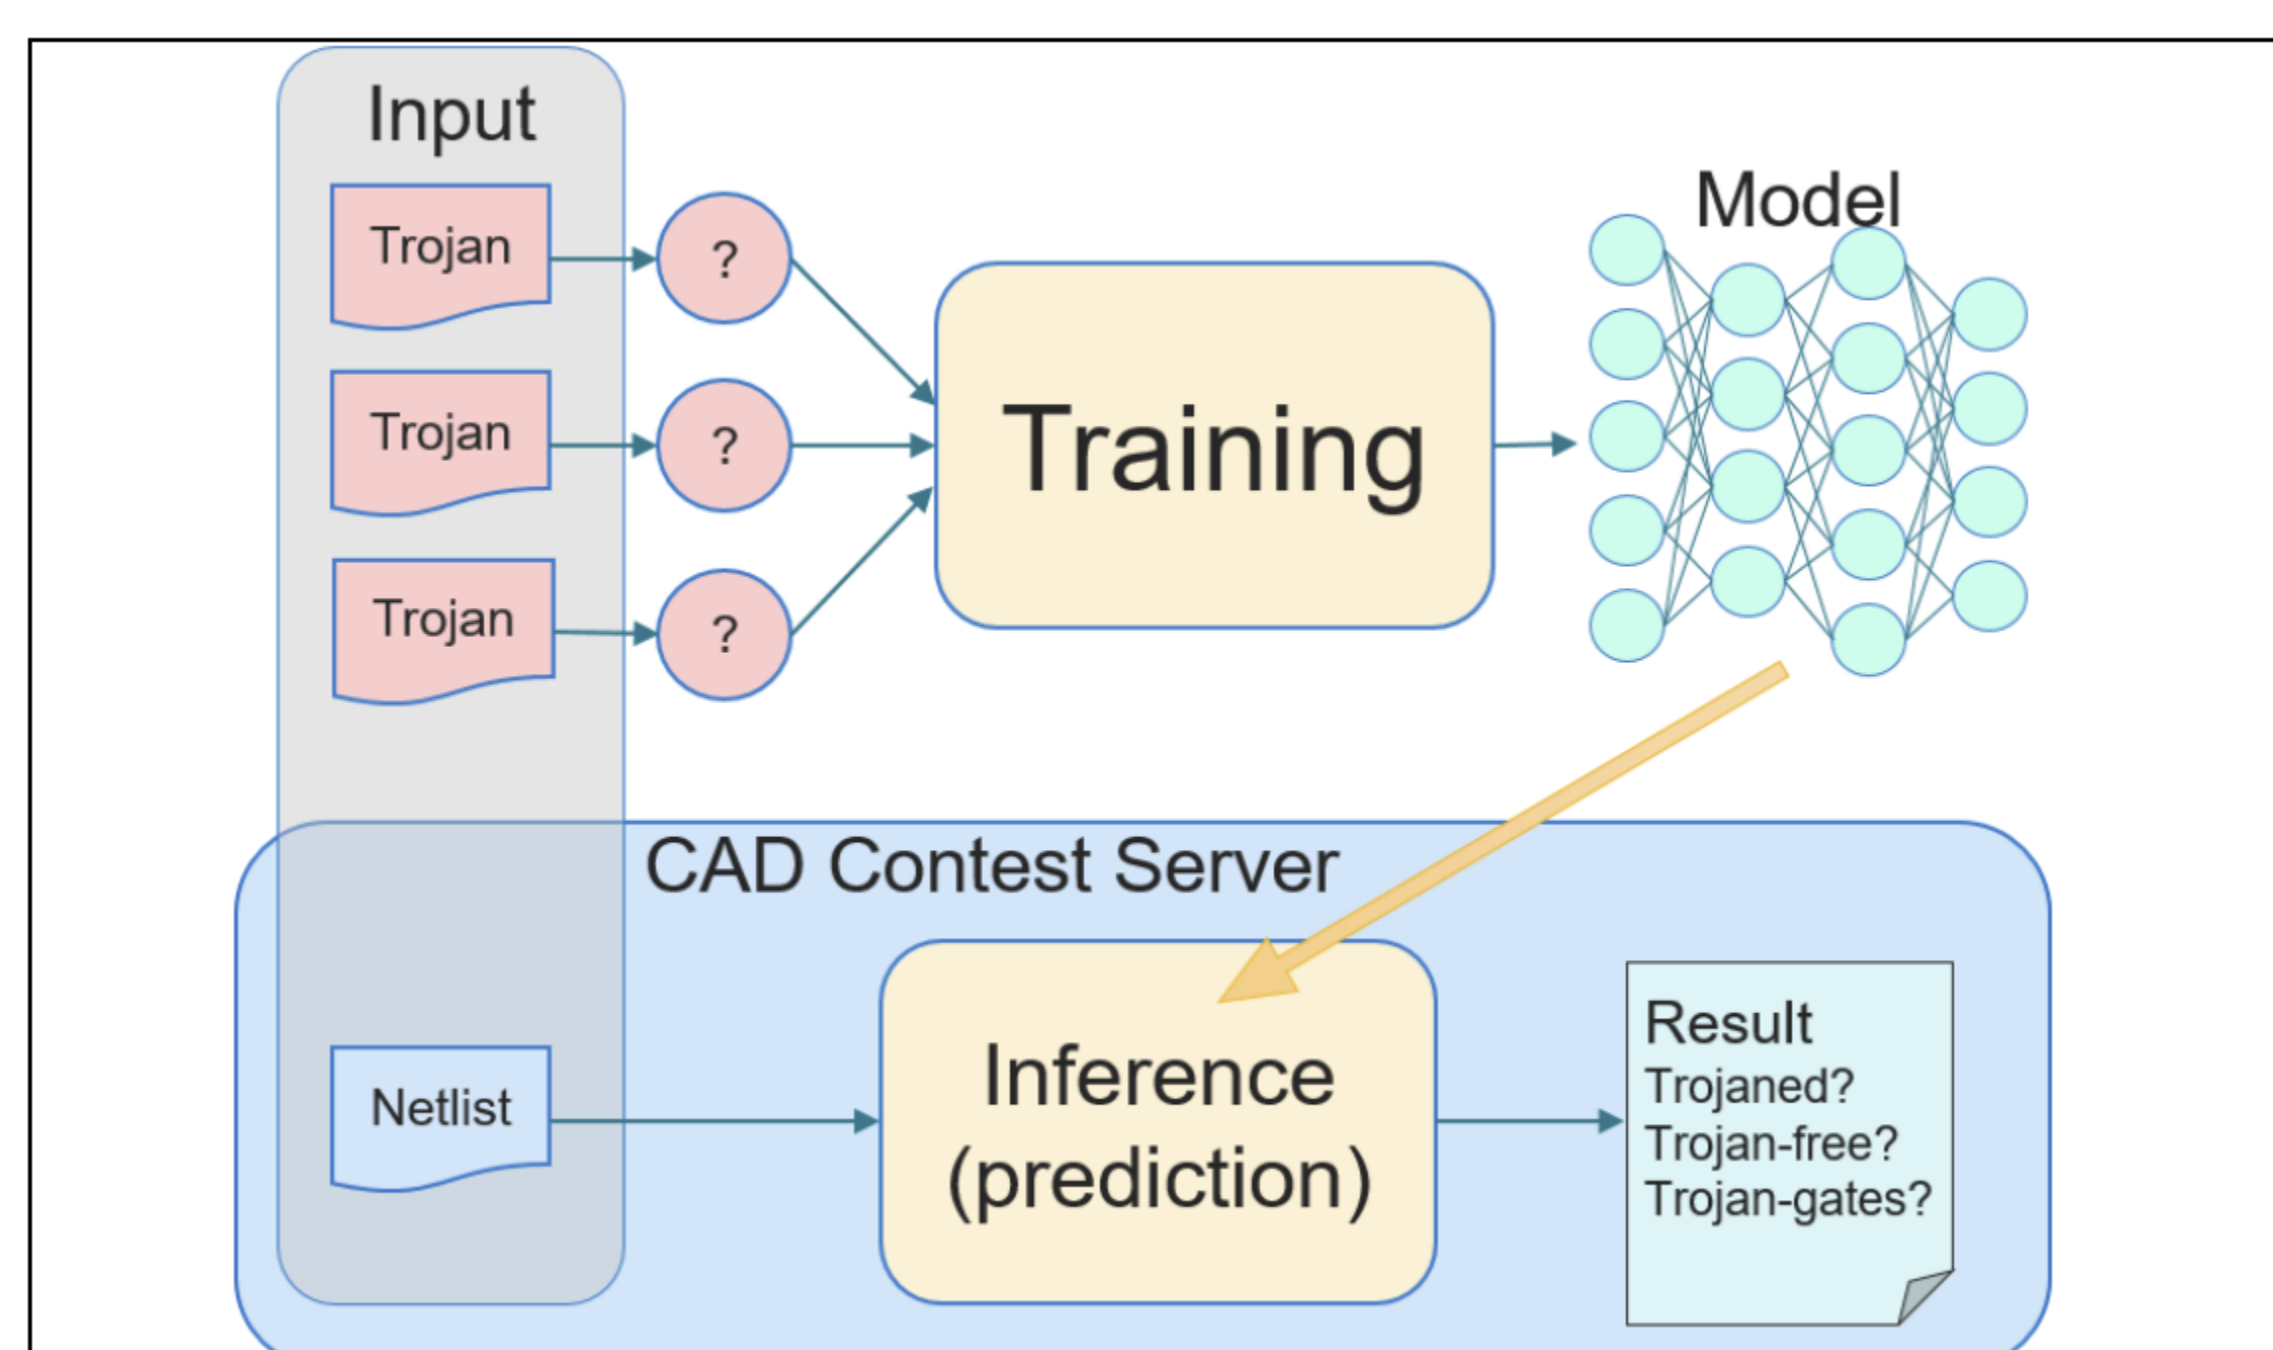 Input
Trojan
?
Model
Trojan
?
Training
Trojan
?
CAD Contest Server
Netlist
Inference
(prediction)
Result
Trojaned?
Trojan-free?
Trojan-gates?